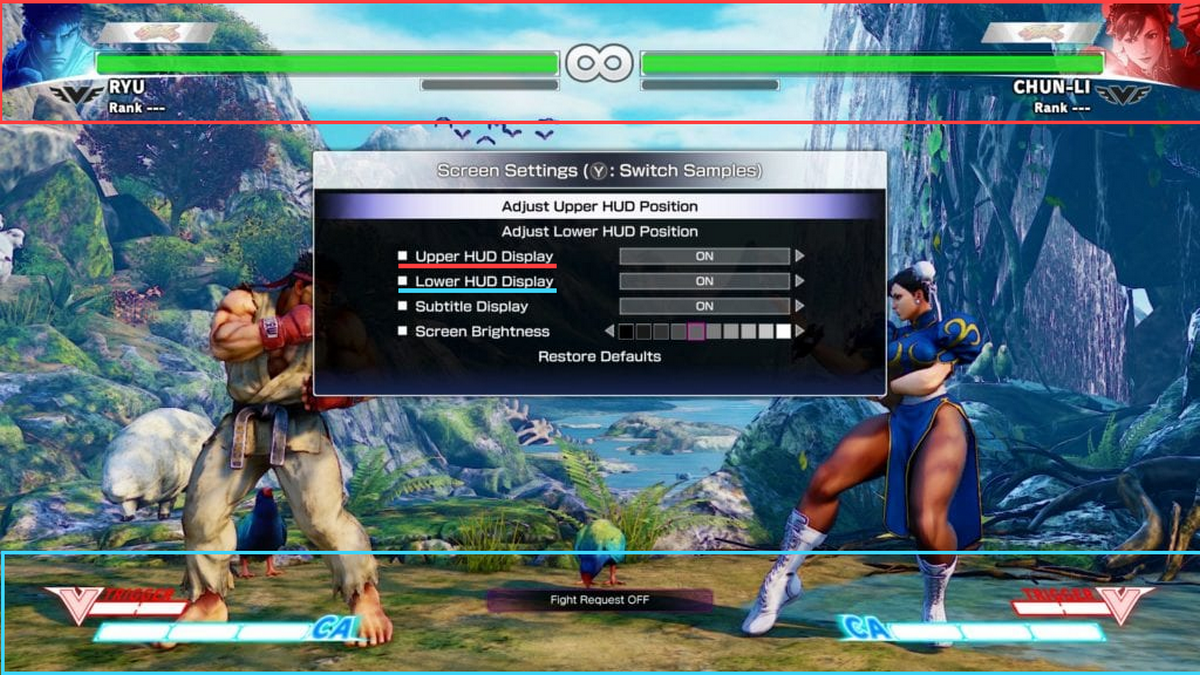 RYU
Rank ---
CHUN-LI
Rank ---
Screen Settings (Y: Switch Samples)
Adjust Upper HUD Position
Adjust Lower HUD Position
Upper HUD Display ON
Lower HUD Display ON
Subtitle Display ON
Screen Brightness
Restore Defaults
Fight Request OFF
V TRIGGER
TRIGGER V
CA
CA